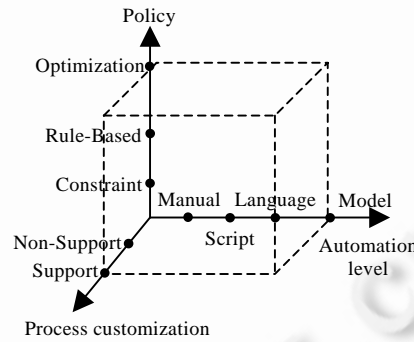 Policy
Optimization
Rule-Based
Constraint
Manual Language Model
Script
Non-Support
Automation
level
Support
Process customization